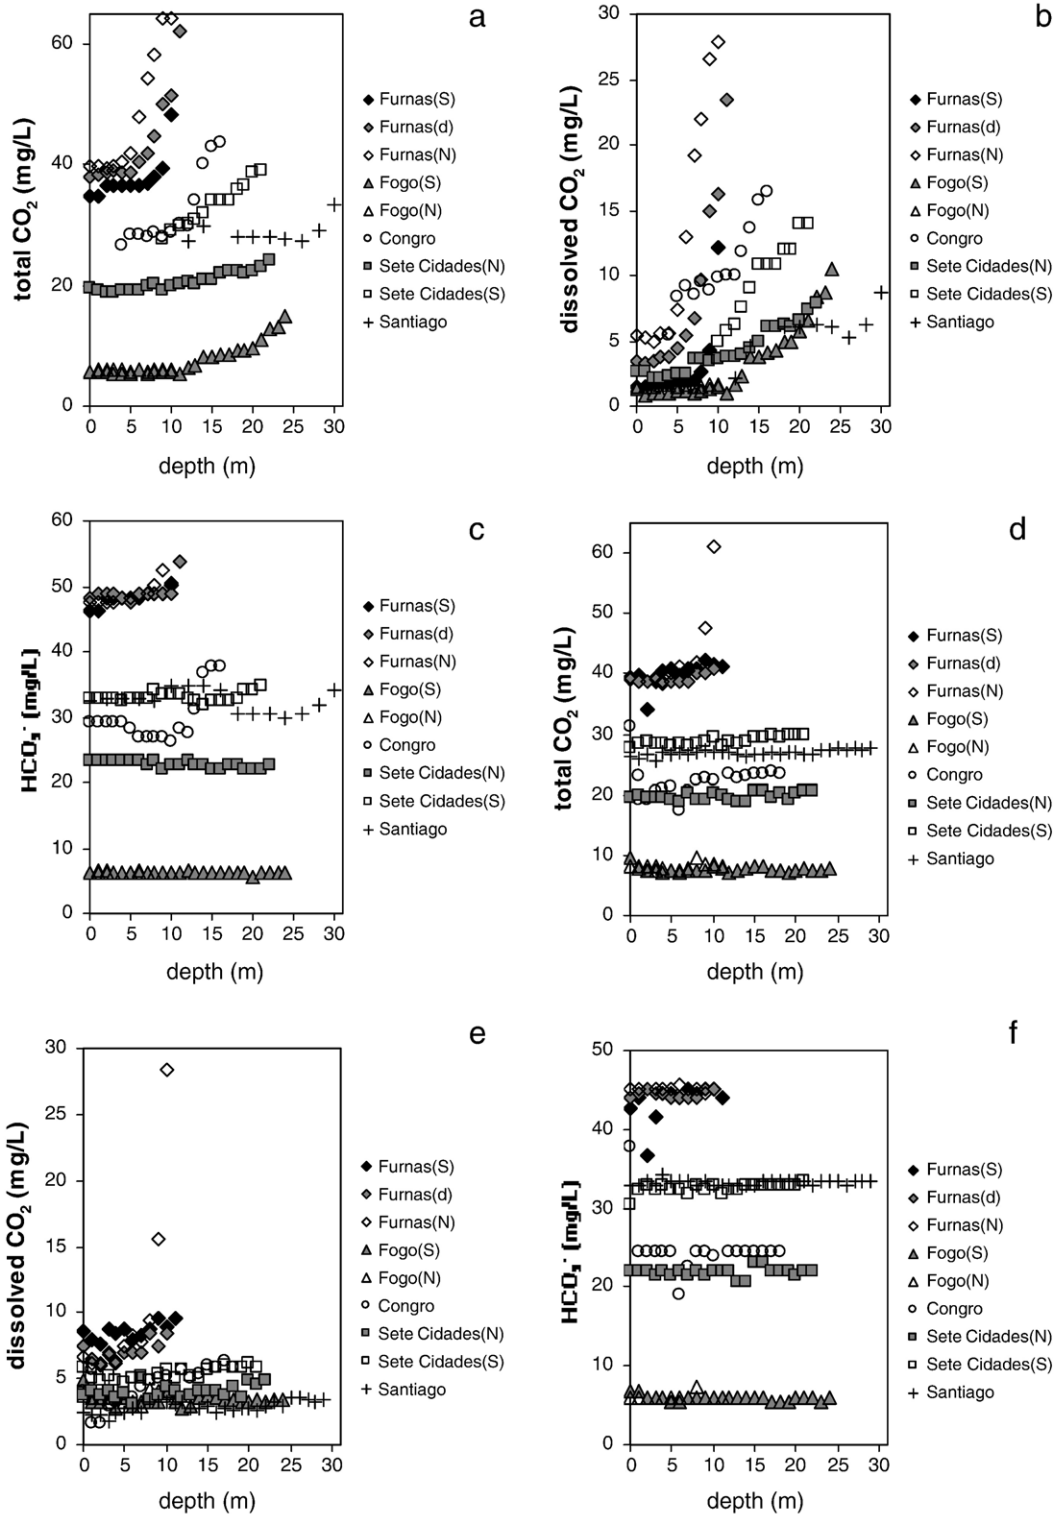 a
60
40
20
0
total CO2 (mg/L)
0 5 10 15 20 25 30
depth (m)
Furnas(S)
Furnas(d)
Furnas(N)
Fogo(S)
Fogo(N)
Congro
Sete Cidades(N)
Sete Cidades(S)
Santiago
b
30
25
20
15
10
5
0
dissolved CO2 (mg/L)
0 5 10 15 20 25 30
depth (m)
Furnas(S)
Furnas(d)
Furnas(N)
Fogo(S)
Fogo(N)
Congro
Sete Cidades(N)
Sete Cidades(S)
Santiago
c
60
50
40
30
20
10
0
HCO3- (mg/L)
0 5 10 15 20 25 30
depth (m)
Furnas(S)
Furnas(d)
Furnas(N)
Fogo(S)
Fogo(N)
Congro
Sete Cidades(N)
Sete Cidades(S)
Santiago
d
60
50
40
30
20
10
0
total CO2 (mg/L)
0 5 10 15 20 25 30
depth (m)
Furnas(S)
Furnas(d)
Furnas(N)
Fogo(S)
Fogo(N)
Congro
Sete Cidades(N)
Sete Cidades(S)
Santiago
e
30
25
20
15
10
5
0
dissolved CO2 (mg/L)
0 5 10 15 20 25 30
depth (m)
Furnas(S)
Furnas(d)
Furnas(N)
Fogo(S)
Fogo(N)
Congro
Sete Cidades(N)
Sete Cidades(S)
Santiago
f
50
40
30
20
10
0
HCO3- (mg/L)
0 5 10 15 20 25 30
depth (m)
Furnas(S)
Furnas(d)
Furnas(N)
Fogo(S)
Fogo(N)
Congro
Sete Cidades(N)
Sete Cidades(S)
Santiago